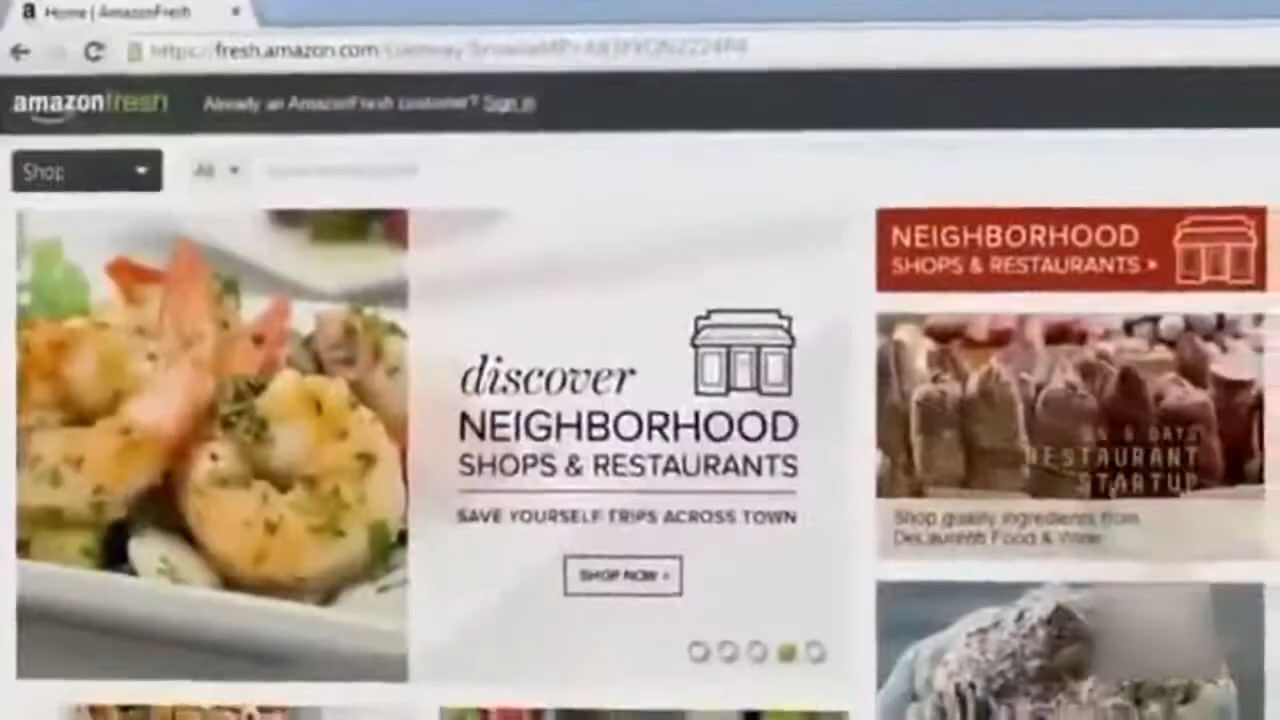 Home | AmazonFresh
https://fresh.amazon.com
amazonfresh
Already an AmazonFresh customer? Sign in
Shop
All
discover
NEIGHBORHOOD
SHOPS & RESTAURANTS
SAVE YOURSELF TRIPS ACROSS TOWN
SHOP NOW ›
NEIGHBORHOOD
SHOPS & RESTAURANTS ▸
DAYS
RESTAURANT
STARTUP
Shop quality ingredients from
DeLaurenti Food & Wine